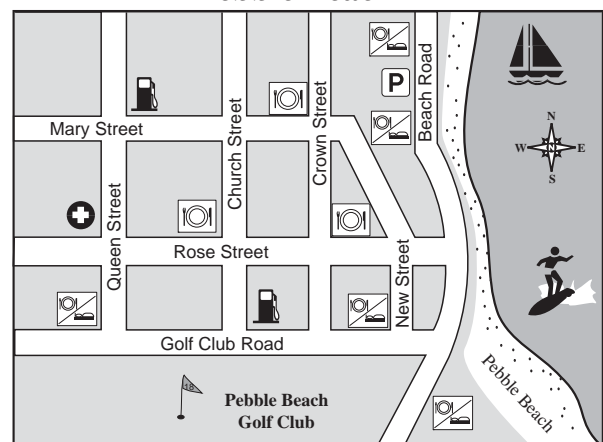 Mary Street
Queen Street
Church Street
Crown Street
P
Beach Road
N
W N E
S
Rose Street
New Street
Golf Club Road
18
Pebble Beach
Golf Club
Pebble Beach